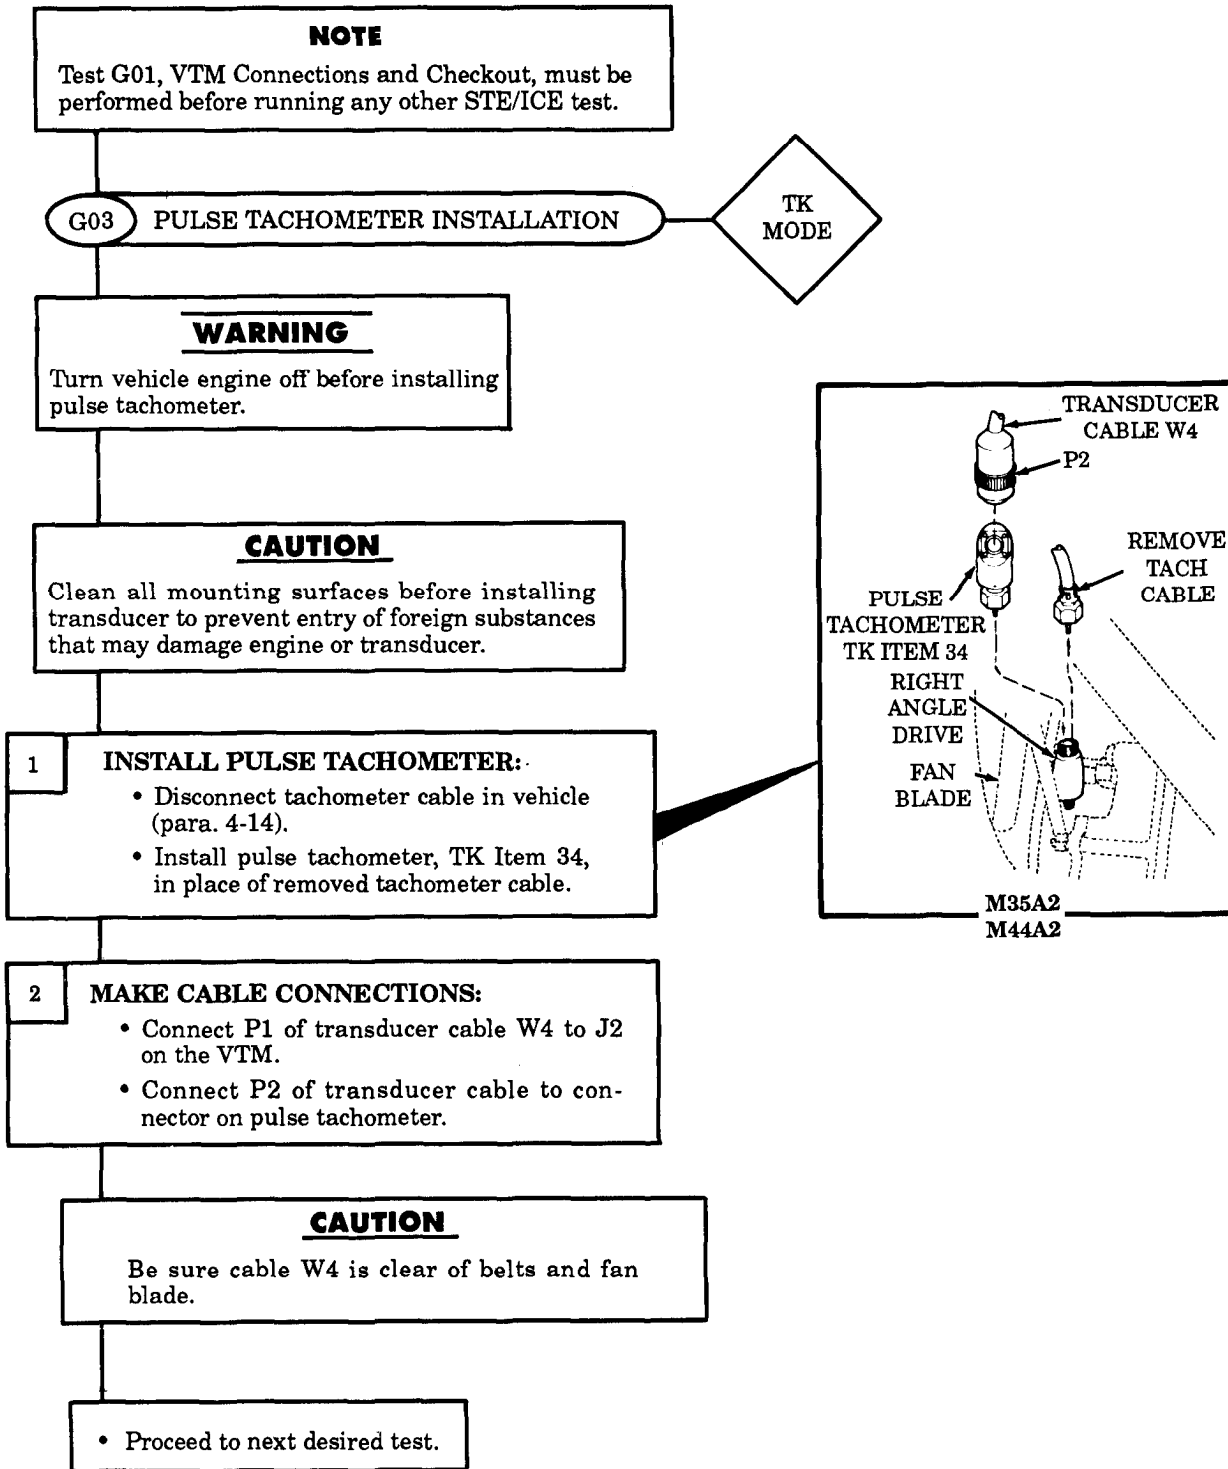 NOTE
Test G01, VTM Connections and Checkout, must be
performed before running any other STE/ICE test.
G03 PULSE TACHOMETER INSTALLATION
TK
MODE
WARNING
Turn vehicle engine off before installing
pulse tachometer.
CAUTION
Clean all mounting surfaces before installing
transducer to prevent entry of foreign substances
that may damage engine or transducer.
1 INSTALL PULSE TACHOMETER:
• Disconnect tachometer cable in vehicle
(para. 4-14).
• Install pulse tachometer, TK Item 34,
in place of removed tachometer cable.
TRANSDUCER
CABLE W4
P2
REMOVE
TACH
CABLE
PULSE
TACHOMETER
TK ITEM 34
RIGHT
ANGLE
DRIVE
FAN
BLADE
M35A2
M44A2
2 MAKE CABLE CONNECTIONS:
• Connect P1 of transducer cable W4 to J2
on the VTM.
• Connect P2 of transducer cable to con-
nector on pulse tachometer.
CAUTION
Be sure cable W4 is clear of belts and fan
blade.
• Proceed to next desired test.